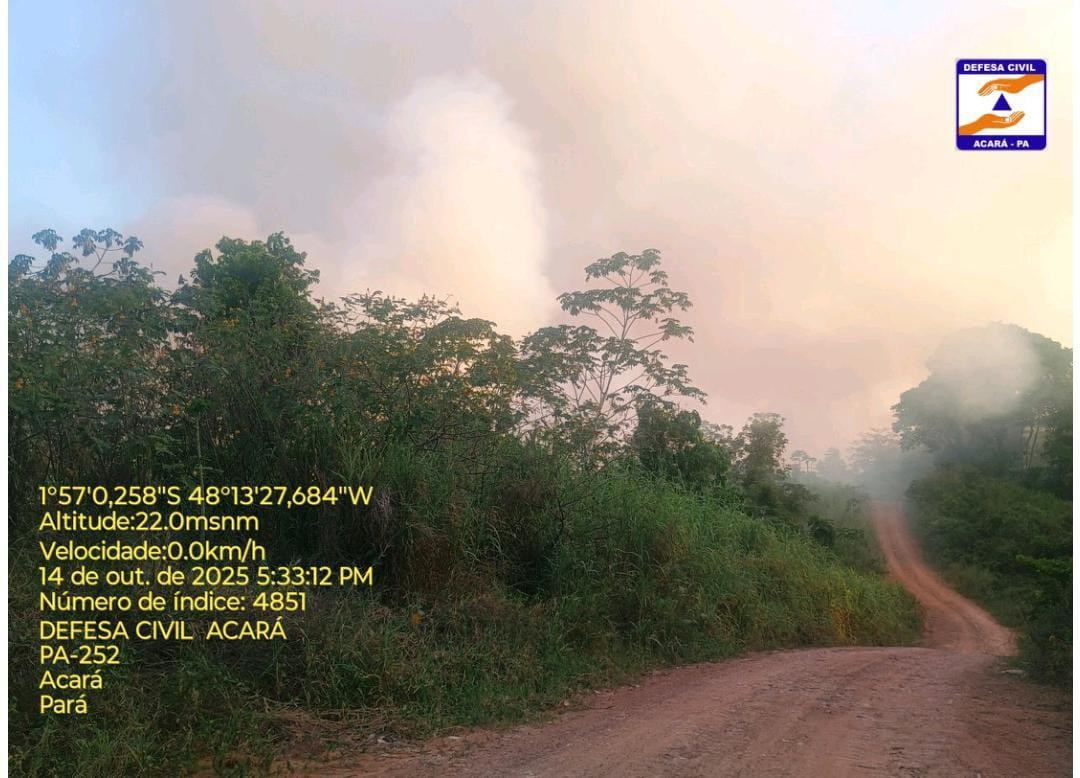 DEFESA CIVIL
ACARÁ - PA
1°57'0,258"S 48°13'27,684"W
Altitude:22.0msnm
Velocidade:0.0km/h
14 de out. de 2025 5:33:12 PM
Número de índice: 4851
DEFESA CIVIL ACARÁ
PA-252
Acará
Pará